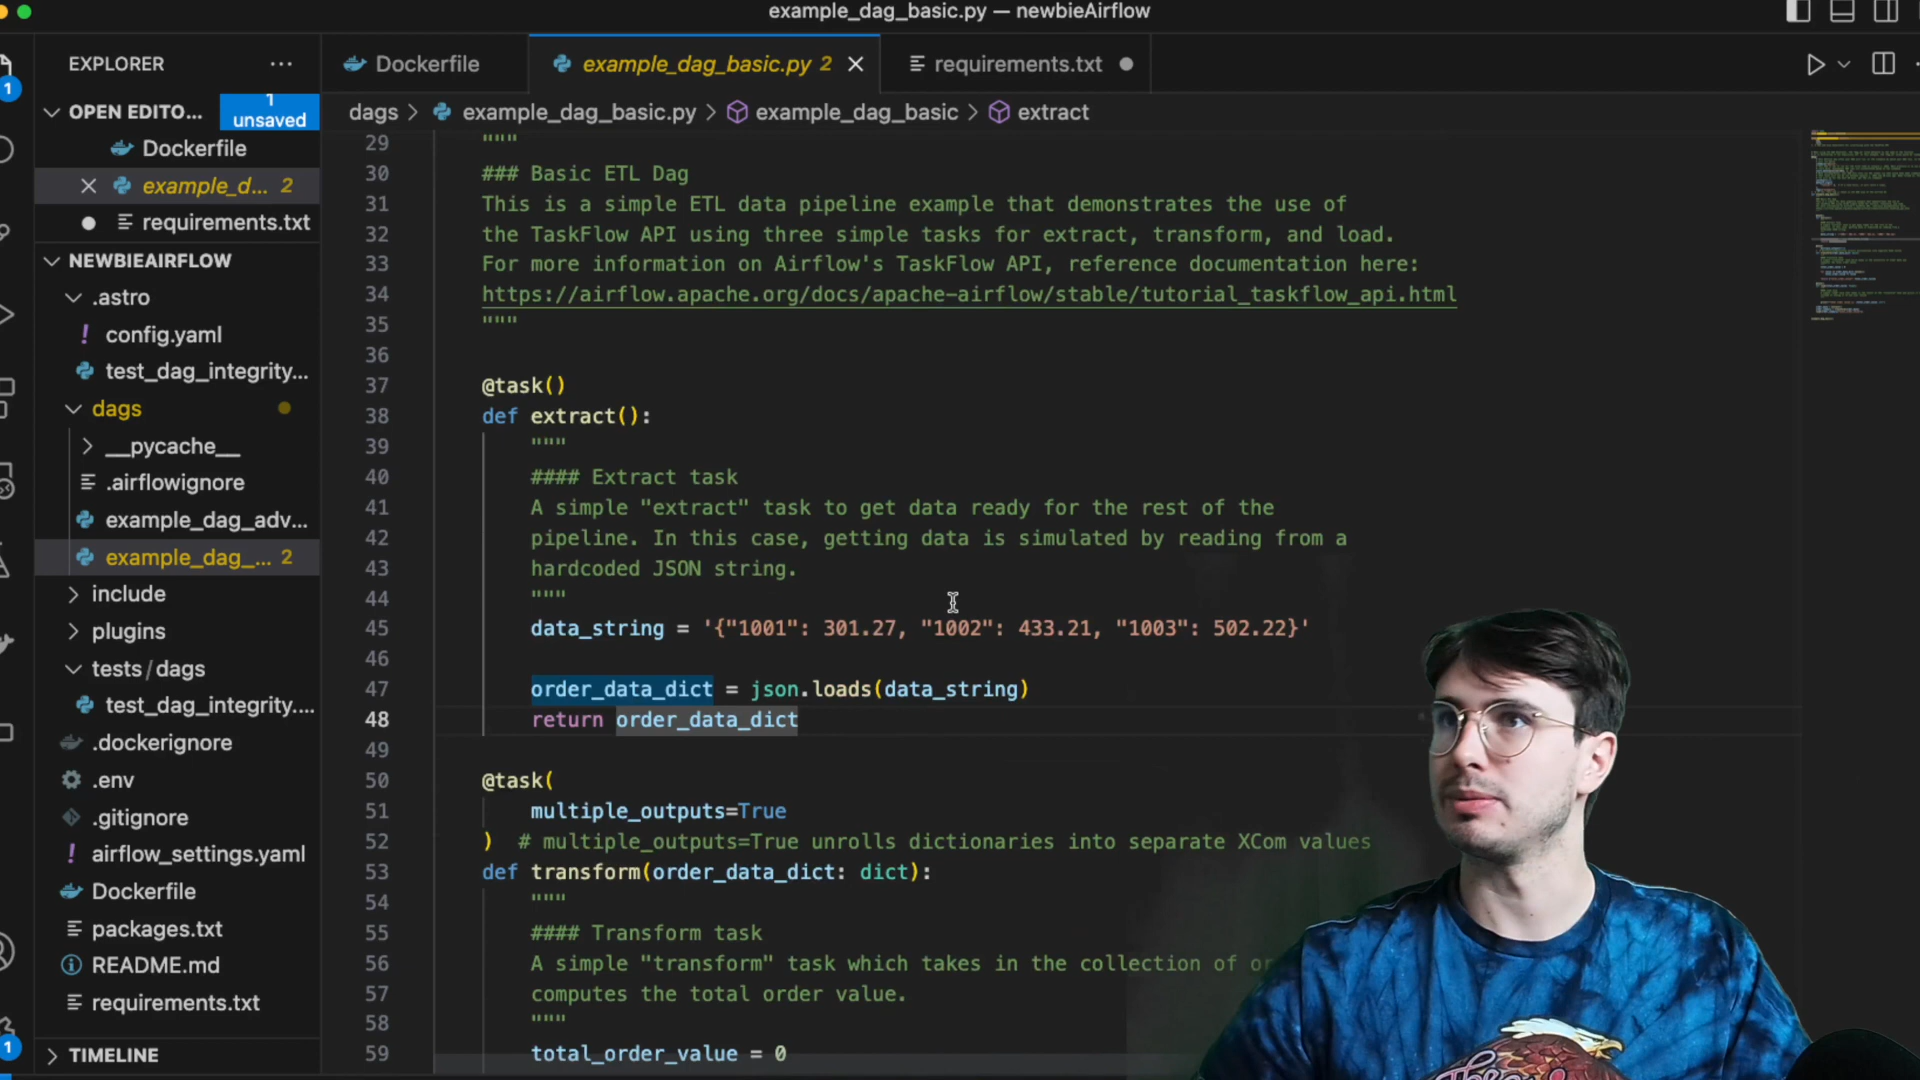 example_dag_basic.py — newbieAirflow
EXPLORER
OPEN EDITO... 1 unsaved
Dockerfile
example_d... 2
requirements.txt
NEWBIEAIRFLOW
.astro
config.yaml
test_dag_integrity...
dags
__pycache__
.airflowignore
example_dag_adv...
example_dag_... 2
include
plugins
tests/dags
test_dag_integrity....
.dockerignore
.env
.gitignore
airflow_settings.yaml
Dockerfile
packages.txt
README.md
requirements.txt
TIMELINE
1
1
Dockerfile
example_dag_basic.py 2
requirements.txt
dags > example_dag_basic.py > example_dag_basic > extract
29 """
30 ### Basic ETL Dag
31 This is a simple ETL data pipeline example that demonstrates the use of
32 the TaskFlow API using three simple tasks for extract, transform, and load.
33 For more information on Airflow's TaskFlow API, reference documentation here:
34 https://airflow.apache.org/docs/apache-airflow/stable/tutorial_taskflow_api.html
35 """
36
37 @task()
38 def extract():
39 """
40 #### Extract task
41 A simple "extract" task to get data ready for the rest of the
42 pipeline. In this case, getting data is simulated by reading from a
43 hardcoded JSON string.
44 """
45 data_string = '{"1001": 301.27, "1002": 433.21, "1003": 502.22}'
46
47 order_data_dict = json.loads(data_string)
48 return order_data_dict
49
50 @task(
51 multiple_outputs=True
52 ) # multiple_outputs=True unrolls dictionaries into separate XCom values
53 def transform(order_data_dict: dict):
54 """
55 #### Transform task
56 A simple "transform" task which takes in the collection of
57 computes the total order value.
58 """
59 total_order_value = 0